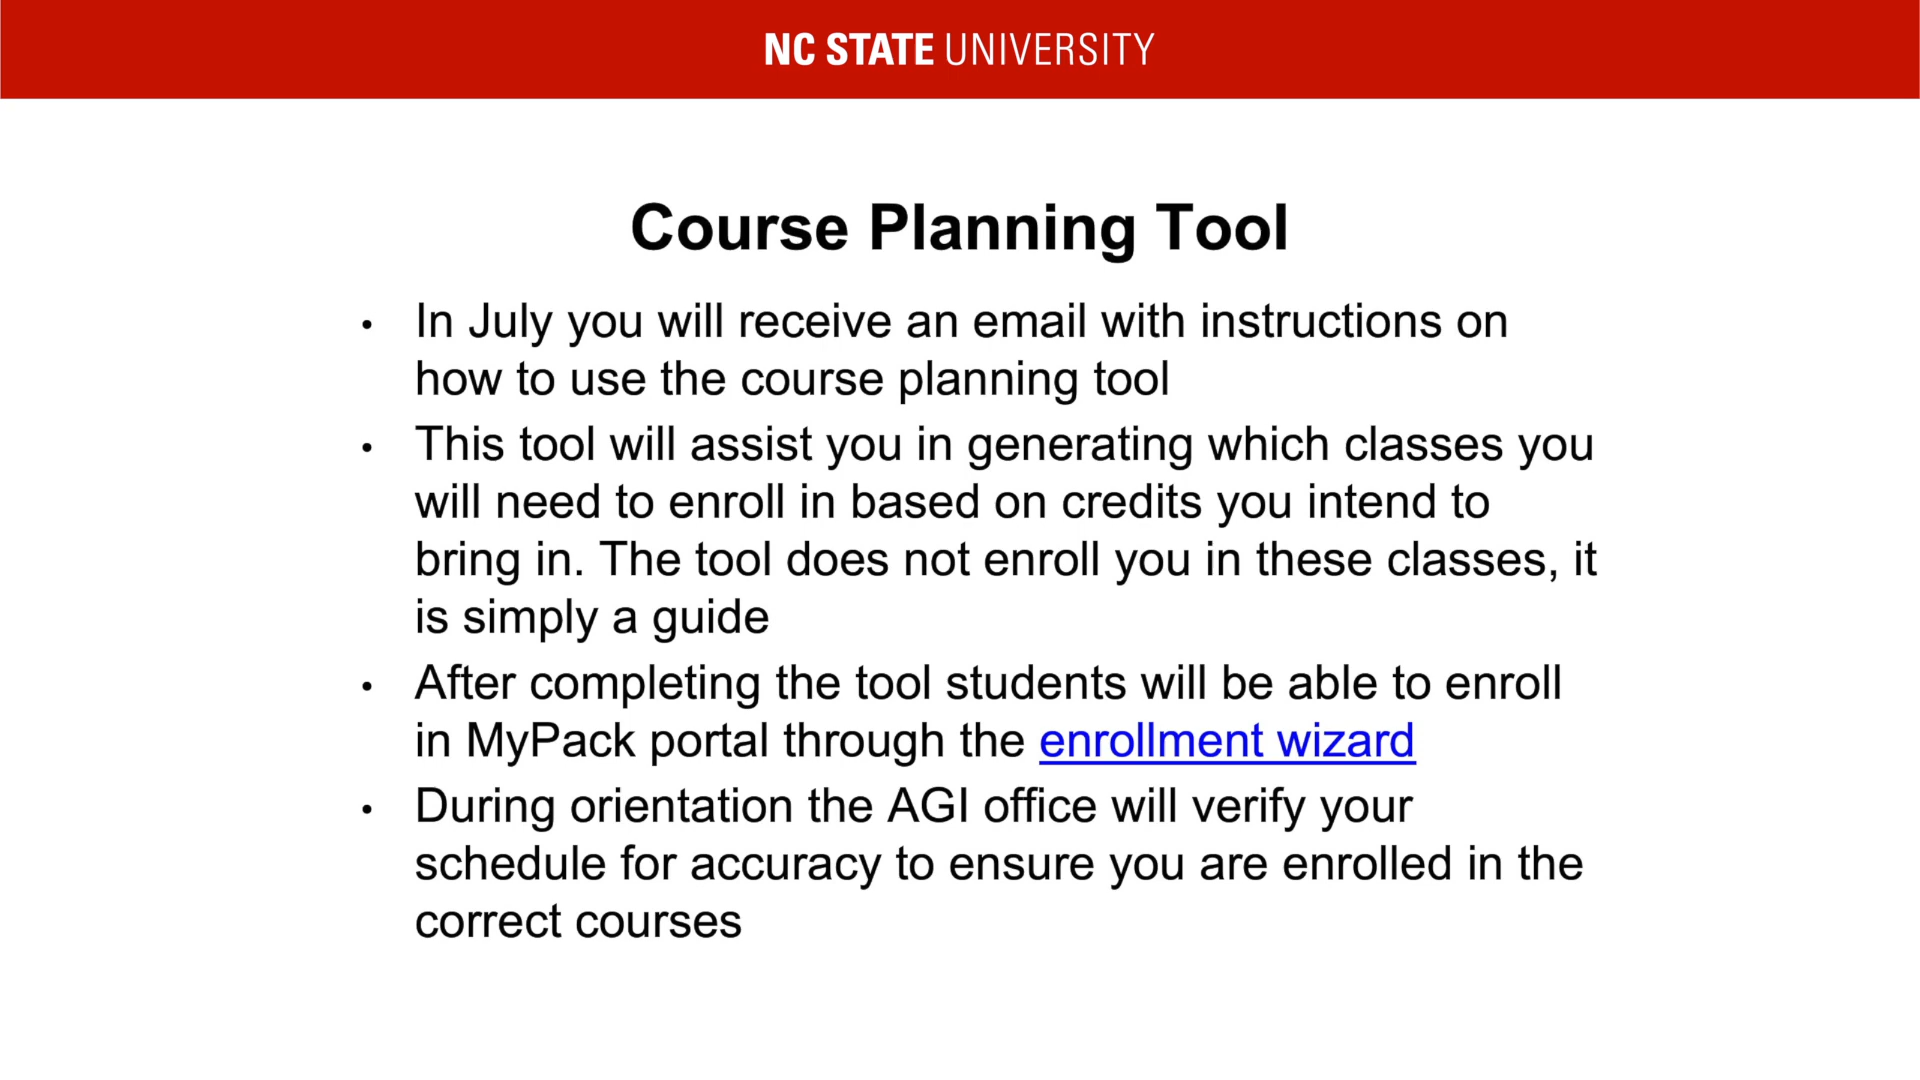 NC STATE UNIVERSITY
Course Planning Tool
• In July you will receive an email with instructions on
how to use the course planning tool
• This tool will assist you in generating which classes you
will need to enroll in based on credits you intend to
bring in. The tool does not enroll you in these classes, it
is simply a guide
• After completing the tool students will be able to enroll
in MyPack portal through the enrollment wizard
• During orientation the AGI office will verify your
schedule for accuracy to ensure you are enrolled in the
correct courses